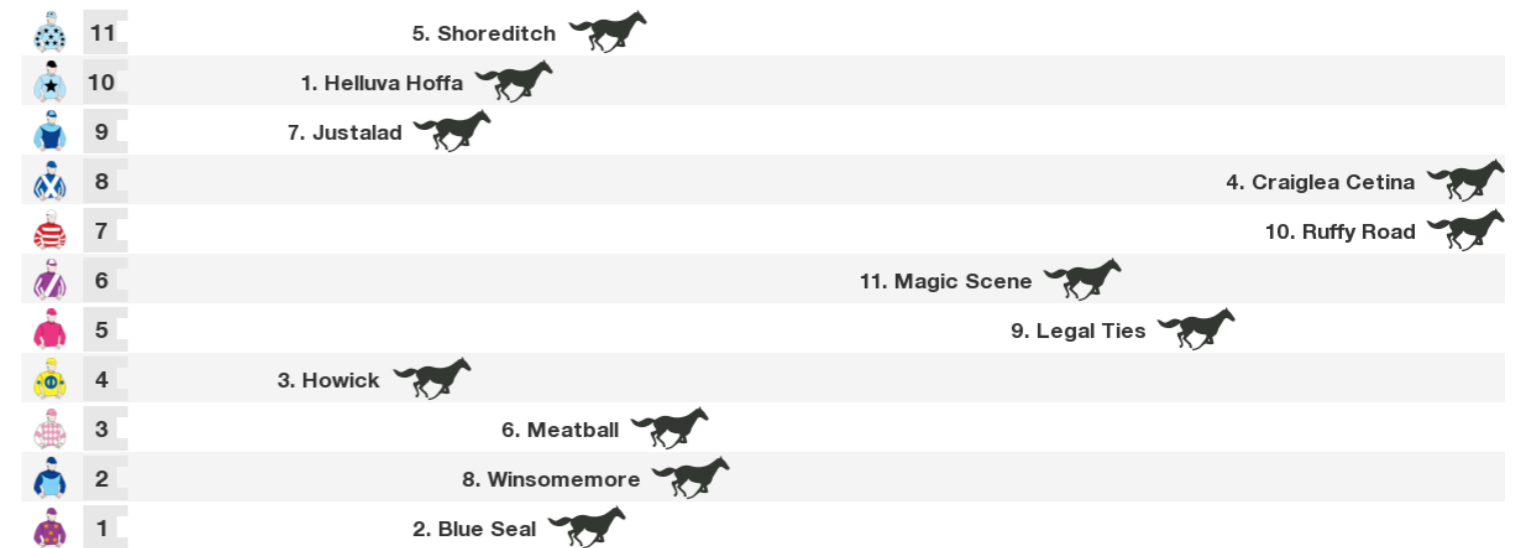 11 5. Shoreditch
10 1. Helluva Hoffa
9 7. Justalad
8 4. Craiglea Cetina
7 10. Ruffy Road
6 11. Magic Scene
5 9. Legal Ties
4 3. Howick
3 6. Meatball
2 8. Winsomemore
1 2. Blue Seal